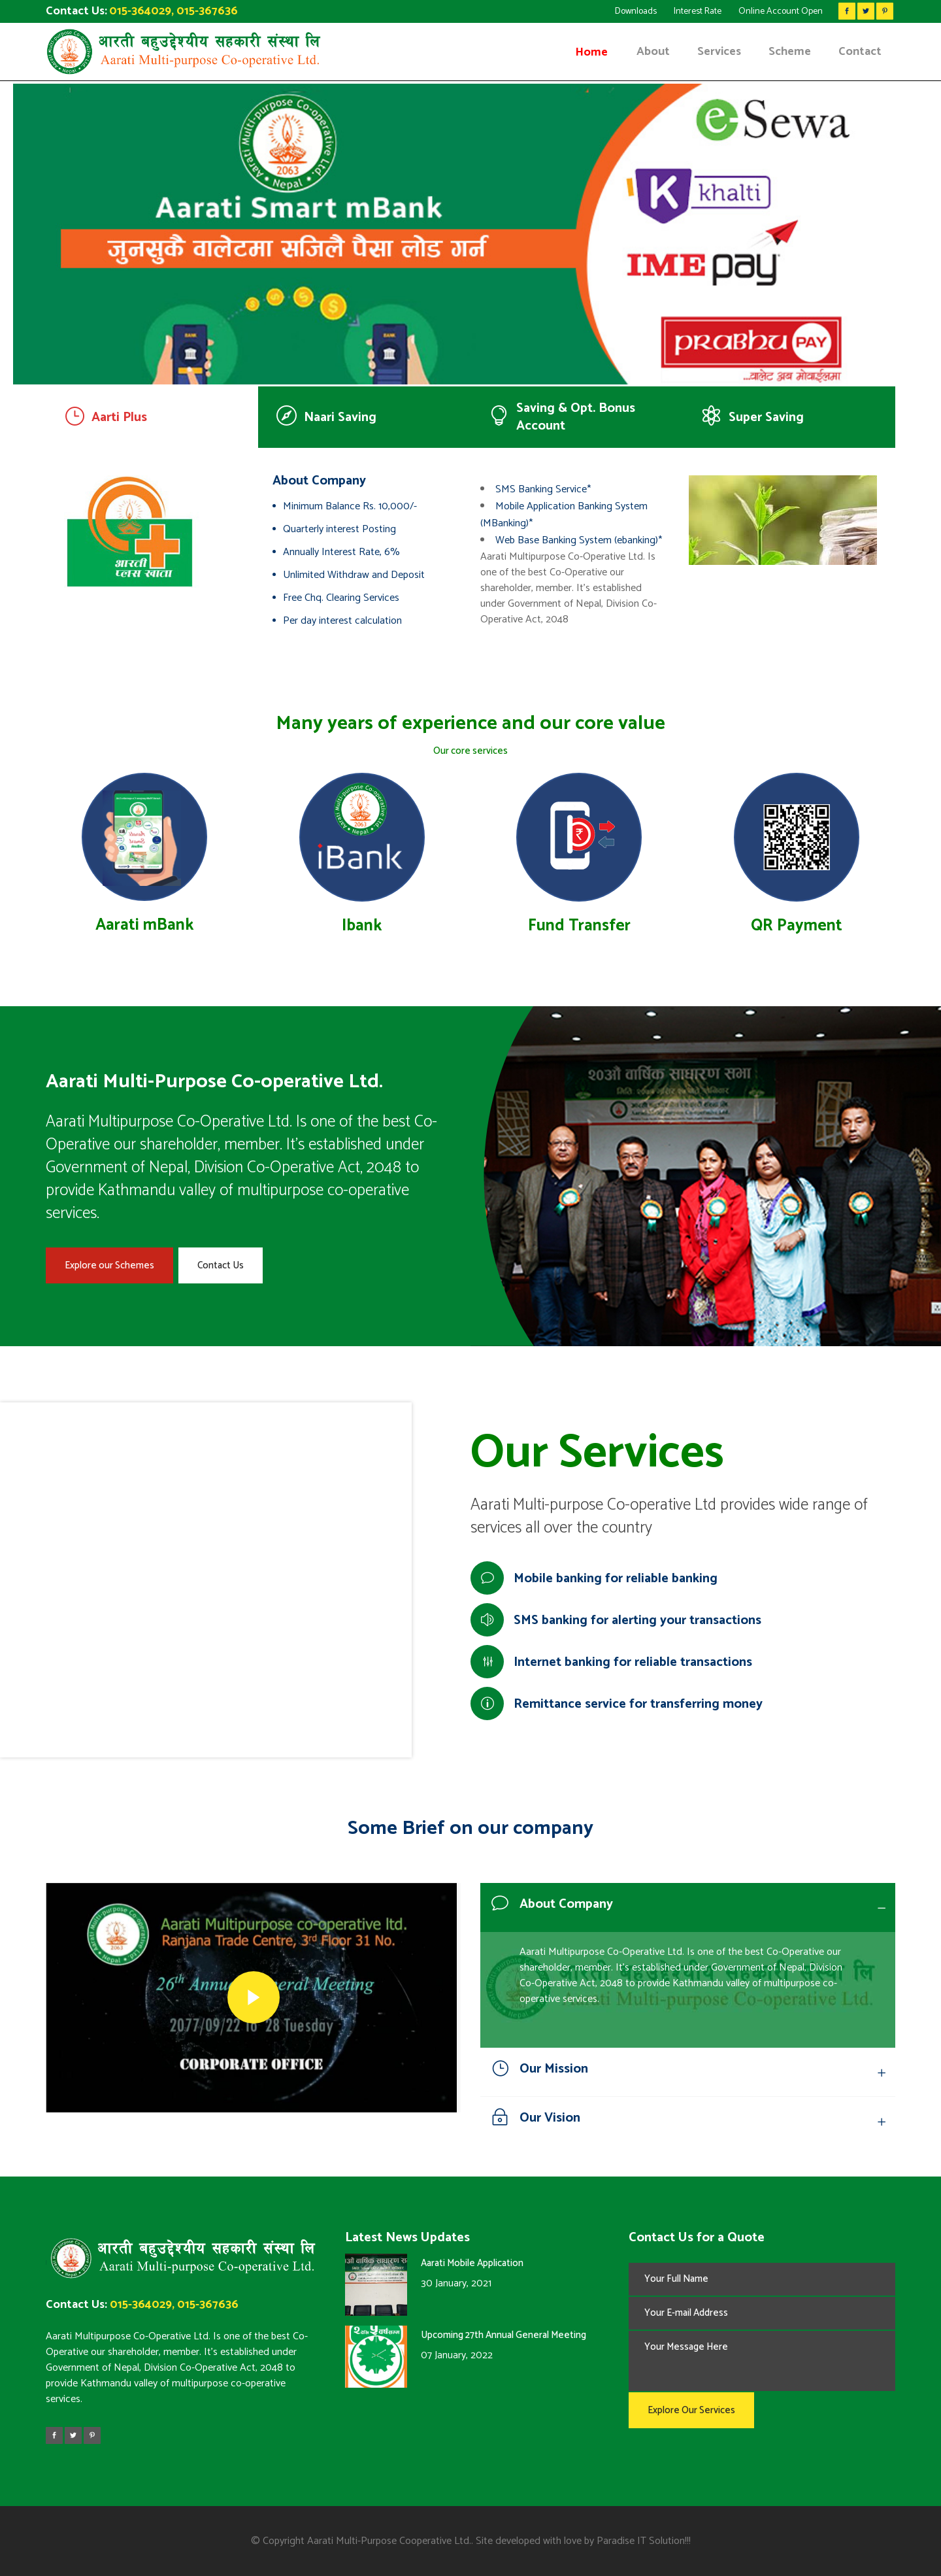 Contact Us: 015-364029, 015-367636
Downloads Interest Rate Online Account Open
आरती बहुउद्देश्यीय सहकारी संस्था लि
Aarati Multi-purpose Co-operative Ltd.
Home About Services Scheme Contact
Aarati Multi-purpose Co-operative Ltd.
2063
Nepal
Aarati Smart mBank
जुनसुकै वालेटमा सजिलै पैसा लोड गर्न
eSewa
K khalti
IME pay
PRABHU PAY
...वालेट अब मोबाईलमा
Aarti Plus
Naari Saving
Saving & Opt. Bonus
Account
Super Saving
आरती
प्लस खाता
About Company
Minimum Balance Rs. 10,000/-
Quarterly interest Posting
Annually Interest Rate, 6%
Unlimited Withdraw and Deposit
Free Chq. Clearing Services
Per day interest calculation
SMS Banking Service*
Mobile Application Banking System
(MBanking)*
Web Base Banking System (ebanking)*
Aarati Multipurpose Co-Operative Ltd. Is
one of the best Co-Operative our
shareholder, member. It's established
under Government of Nepal, Division Co-
Operative Act, 2048
Many years of experience and our core value
Our core services
iBank
Aarati mBank
Ibank
Fund Transfer
QR Payment
Aarati Multi-Purpose Co-operative Ltd.
Aarati Multipurpose Co-Operative Ltd. Is one of the best Co-
Operative our shareholder, member. It's established under
Government of Nepal, Division Co-Operative Act, 2048 to
provide Kathmandu valley of multipurpose co-operative
services.
Explore our Schemes
Contact Us
२०औ वार्षिक साधारण सभा
Our Services
Aarati Multi-purpose Co-operative Ltd provides wide range of
services all over the country
Mobile banking for reliable banking
SMS banking for alerting your transactions
Internet banking for reliable transactions
Remittance service for transferring money
Some Brief on our company
Aarati Multipurpose co-operative ltd.
Ranjana Trade Centre, 3rd Floor 31 No.
26th Annual General Meeting
2077/09/22 to 28 Tuesday
CORPORATE OFFICE
About Company
Aarati Multipurpose Co-Operative Ltd. Is one of the best Co-Operative our
shareholder, member. It's established under Government of Nepal, Division
Co-Operative Act, 2048 to provide Kathmandu valley of multipurpose co-
operative services.
Our Mission
Our Vision
आरती बहुउद्देश्यीय सहकारी संस्था लि
Aarati Multi-purpose Co-operative Ltd.
Contact Us: 015-364029, 015-367636
Aarati Multipurpose Co-Operative Ltd. Is one of the best Co-
Operative our shareholder, member. It's established under
Government of Nepal, Division Co-Operative Act, 2048 to
provide Kathmandu valley of multipurpose co-operative
services.
Latest News Updates
Aarati Mobile Application
30 January, 2021
Upcoming 27th Annual General Meeting
07 January, 2022
Contact Us for a Quote
Your Full Name
Your E-mail Address
Your Message Here
Explore Our Services
© Copyright Aarati Multi-Purpose Cooperative Ltd.. Site developed with love by Paradise IT Solution!!!